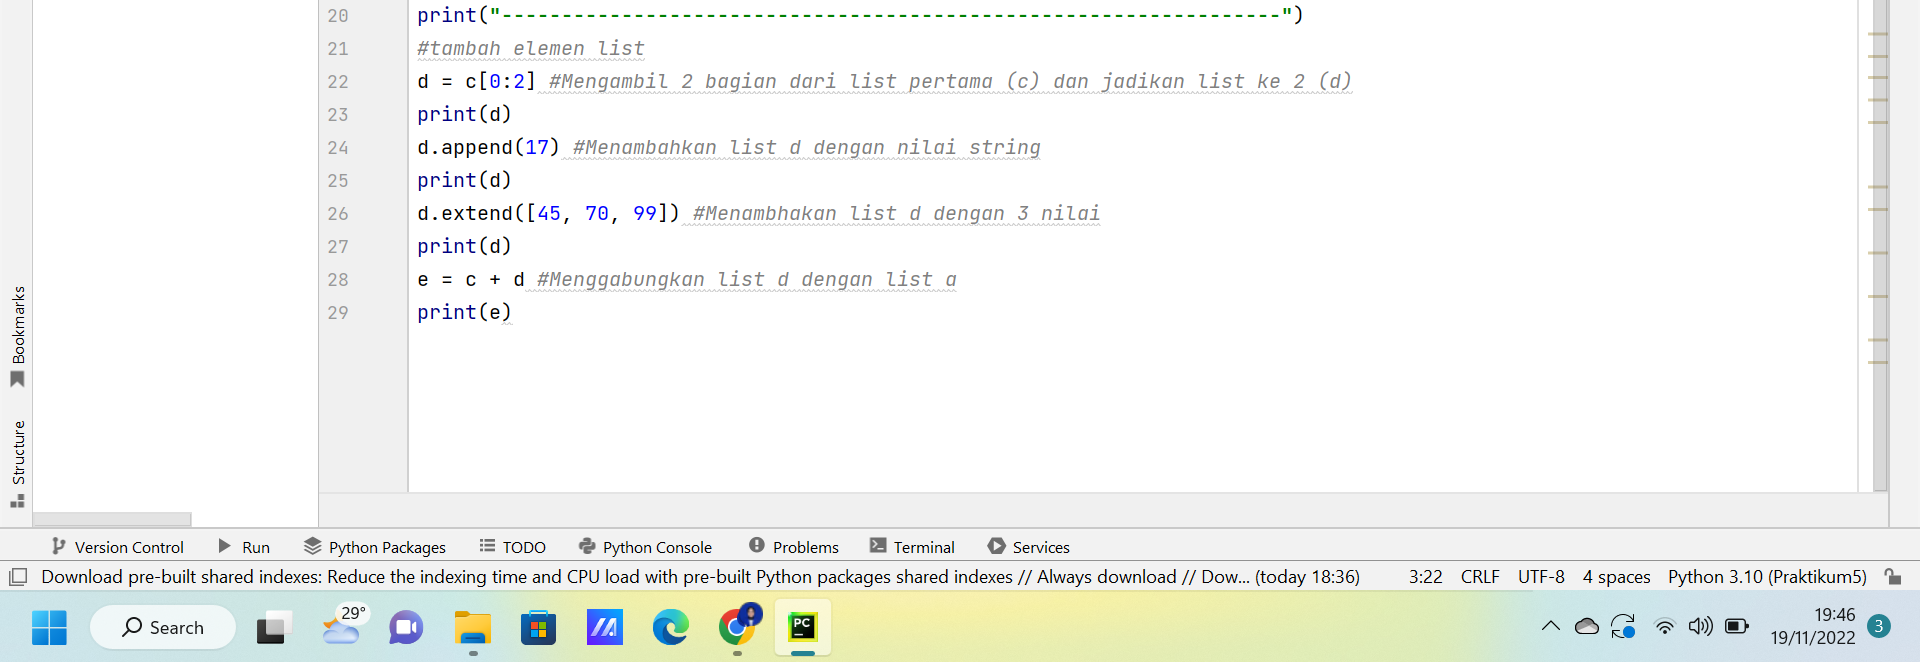 20 print("-----------------------------------------------------------------")
21 #tambah elemen list
22 d = c[0:2] #Mengambil 2 bagian dari list pertama (c) dan jadikan list ke 2 (d)
23 print(d)
24 d.append(17) #Menambahkan list d dengan nilai string
25 print(d)
26 d.extend([45, 70, 99]) #Menambhakan list d dengan 3 nilai
27 print(d)
28 e = c + d #Menggabungkan list d dengan list a
29 print(e)
Bookmarks
Structure
Version Control Run Python Packages TODO Python Console Problems Terminal Services
Download pre-built shared indexes: Reduce the indexing time and CPU load with pre-built Python packages shared indexes // Always download // Dow... (today 18:36) 3:22 CRLF UTF-8 4 spaces Python 3.10 (Praktikum5)
Search 29° PC 19:46
19/11/2022 3